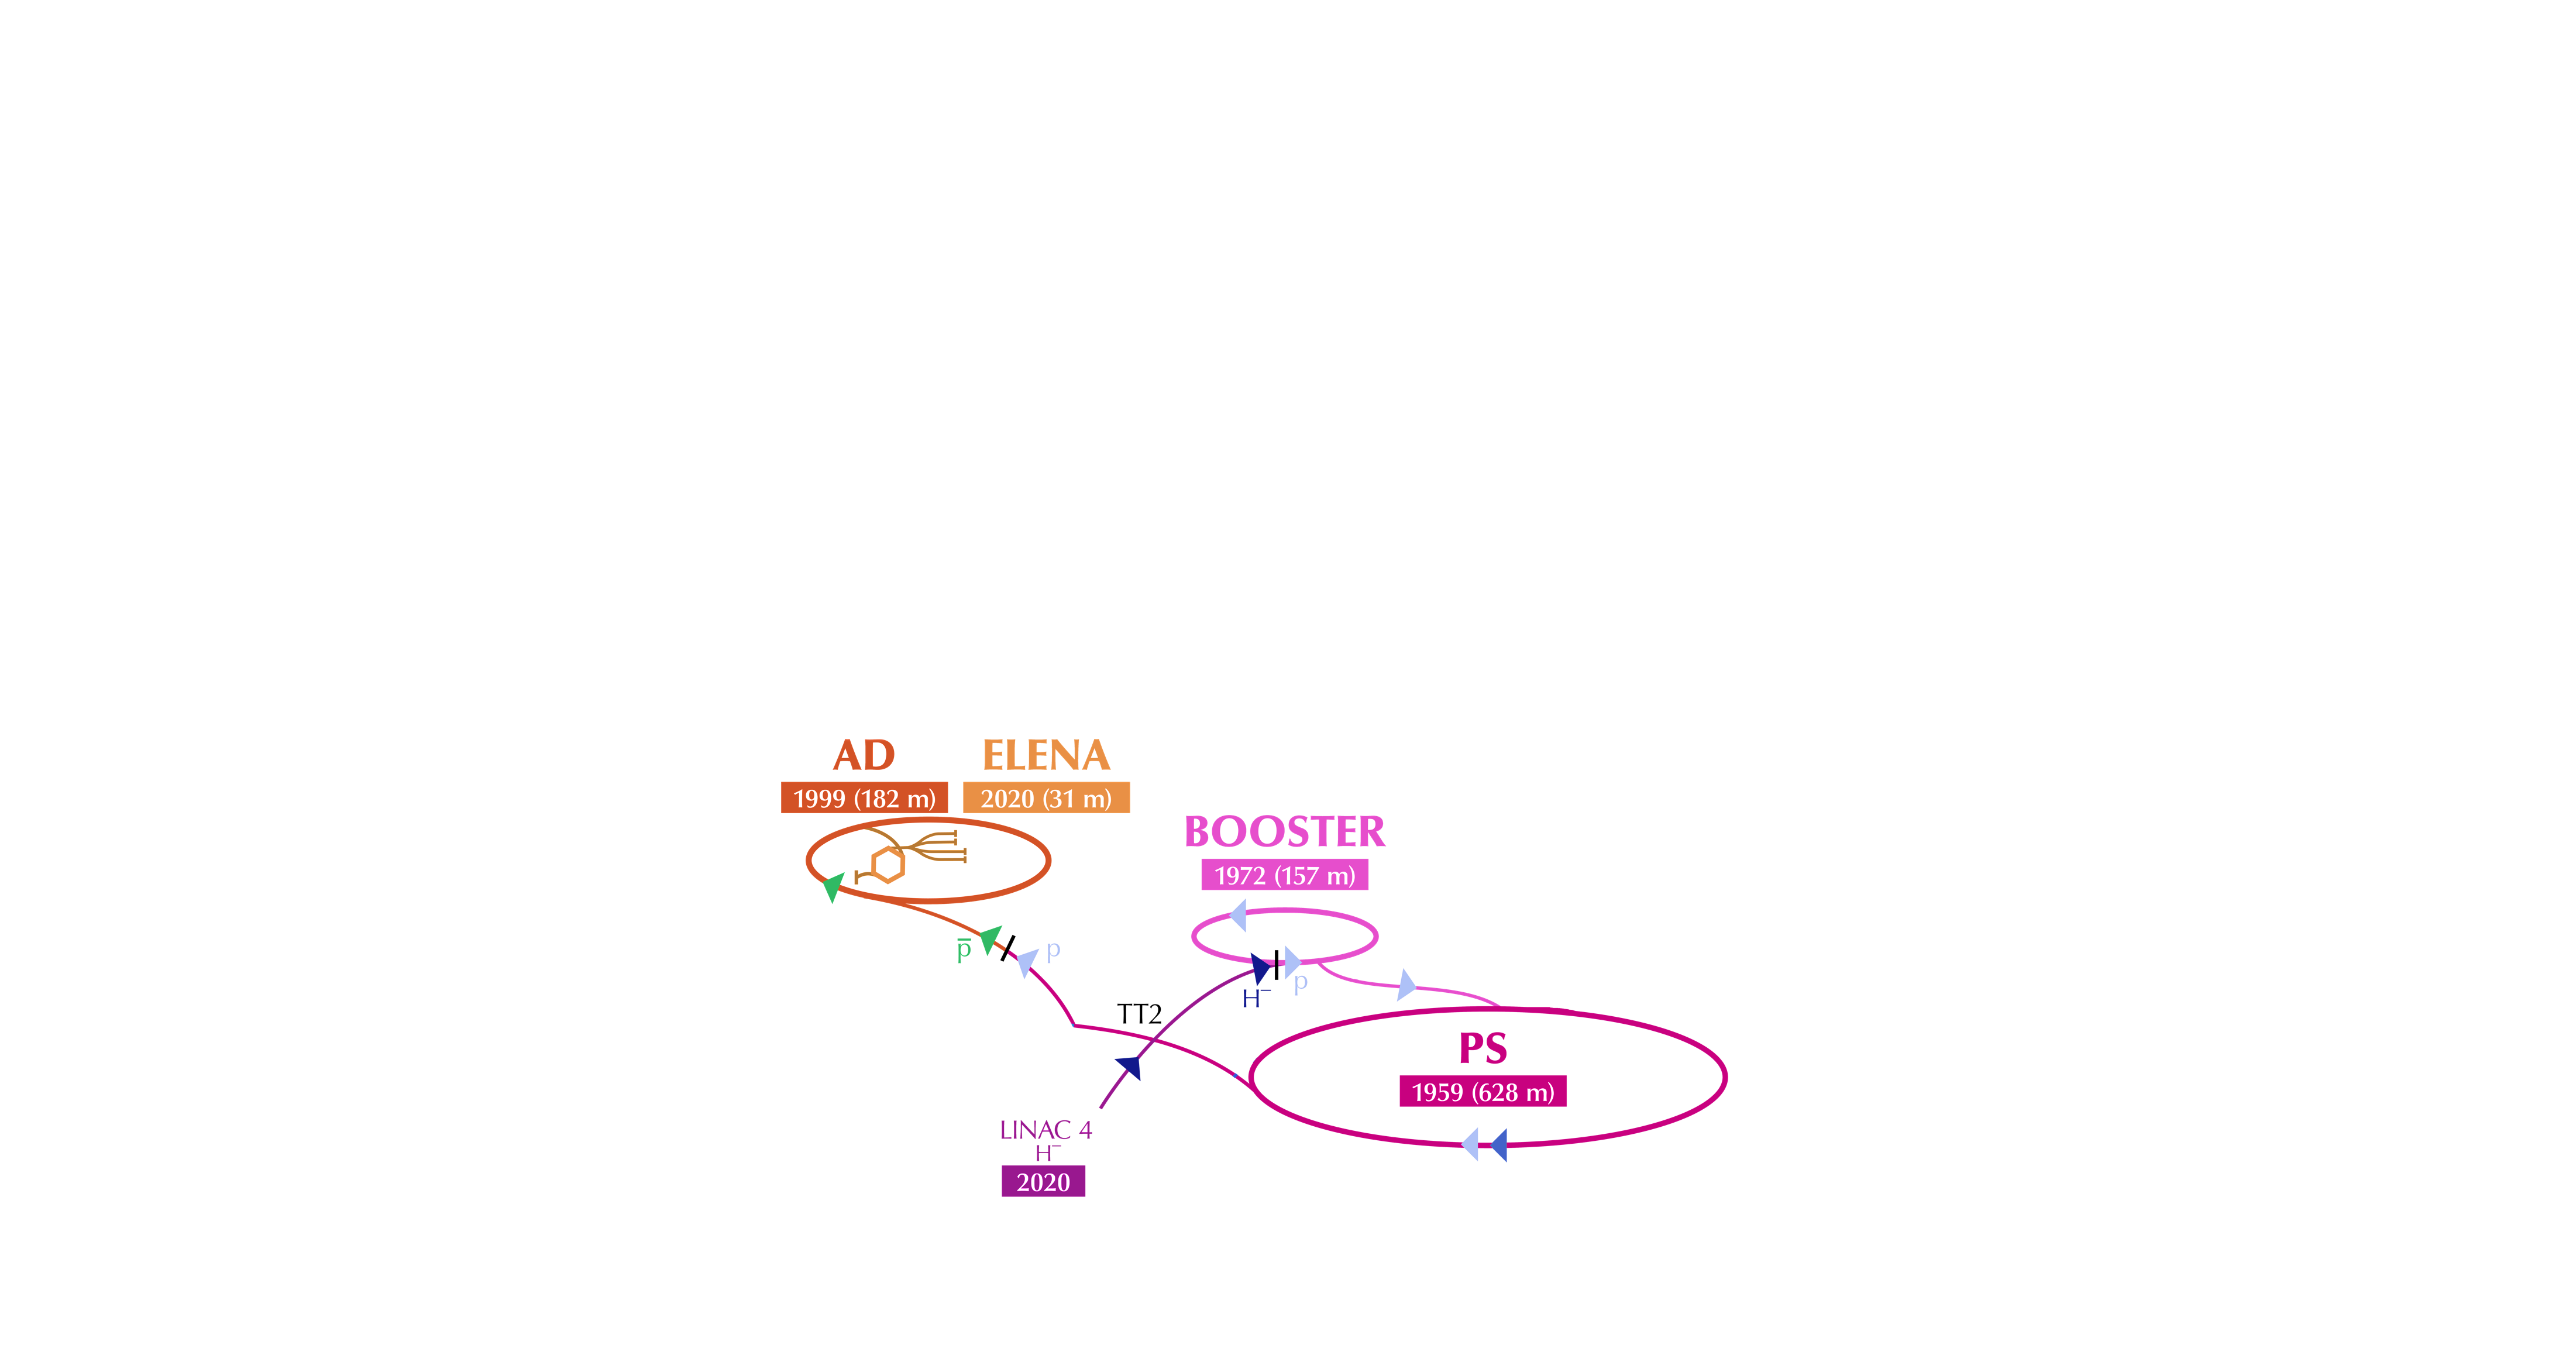 AD
1999 (182 m)
ELENA
2020 (31 m)
BOOSTER
1972 (157 m)
p̅
p
H⁻
p
TT2
PS
1959 (628 m)
LINAC 4
H⁻
2020